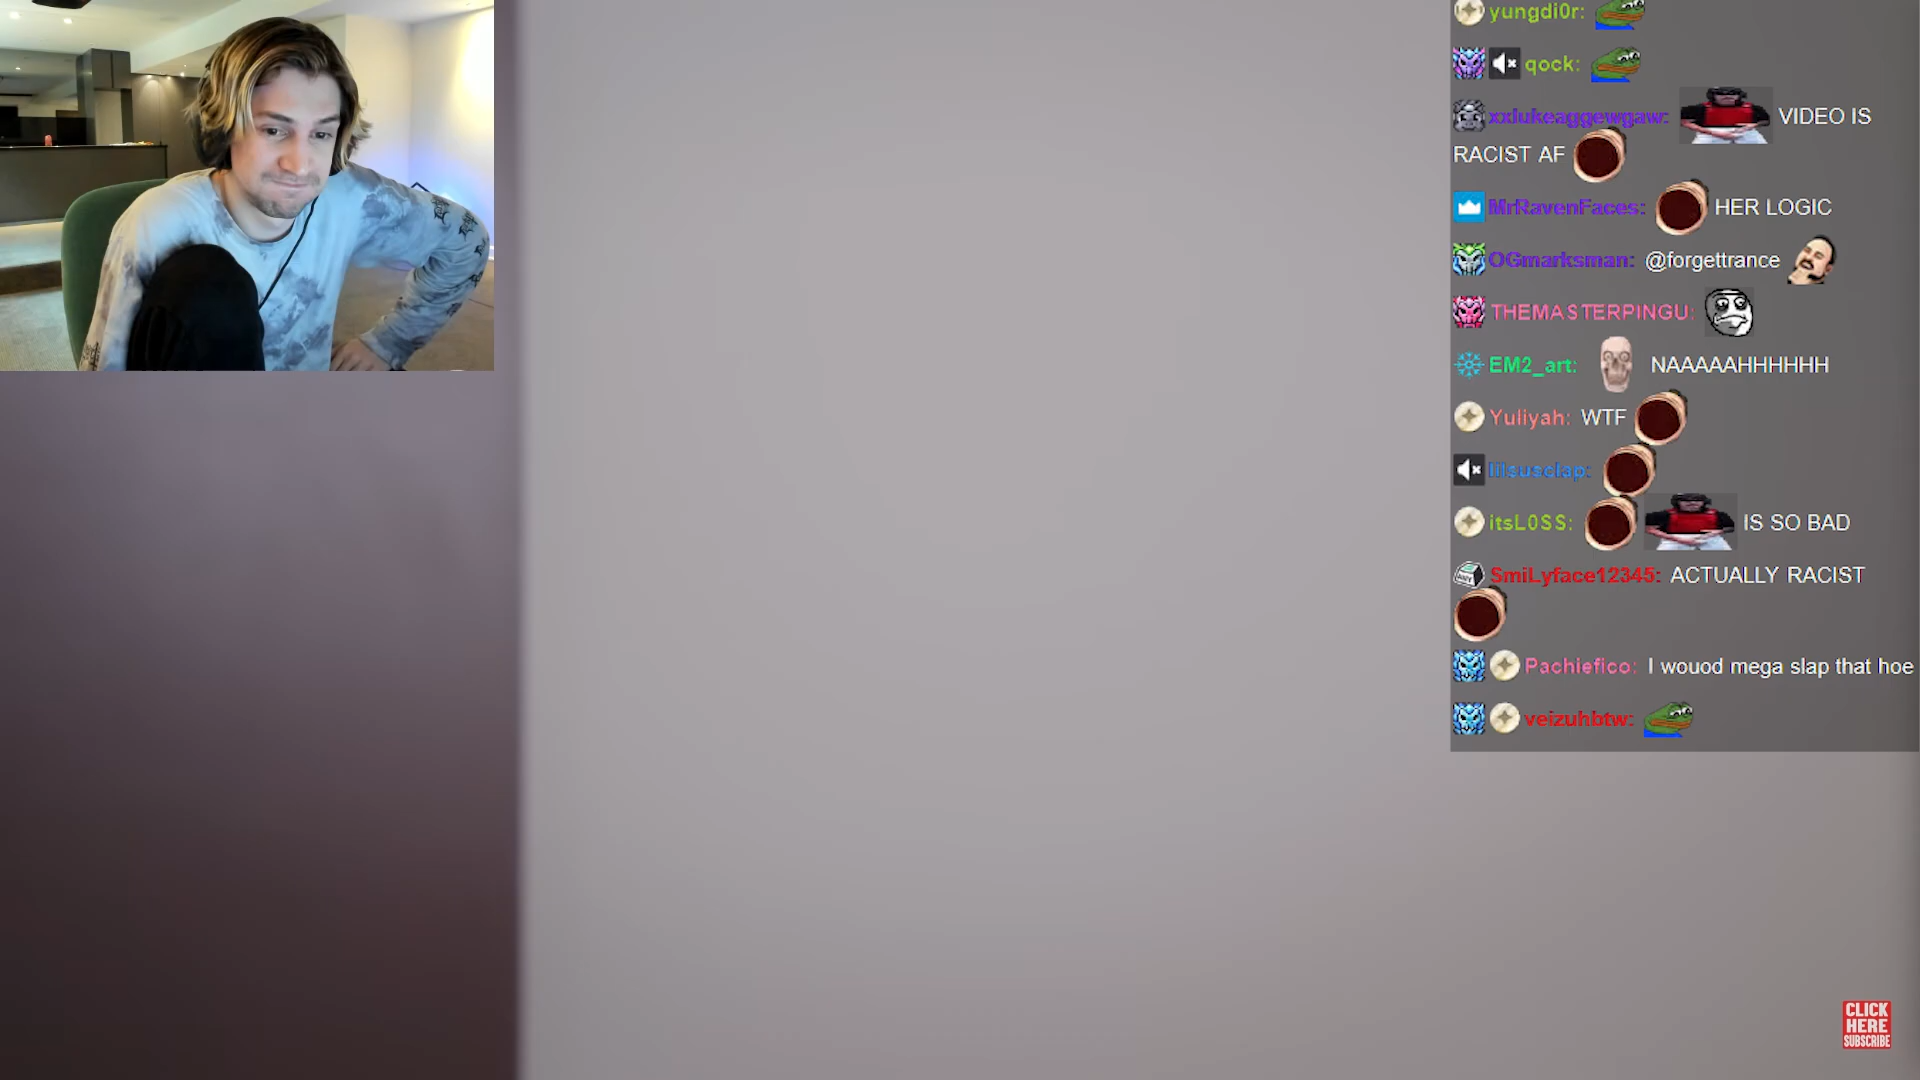 yungdi0r:
qock:
xxlukeaggewgaw: VIDEO IS
RACIST AF
MrRavenFaces: HER LOGIC
OGmarksman: @forgettrance
THEMASTERPINGU:
EM2_art: NAAAAAHHHHHH
Yuliyah: WTF
lilsusclap:
itsL0SS: IS SO BAD
SmiLyface12345: ACTUALLY RACIST
Pachiefico: I wouod mega slap that hoe
veizuhbtw:
CLICK
HERE
SUBSCRIBE